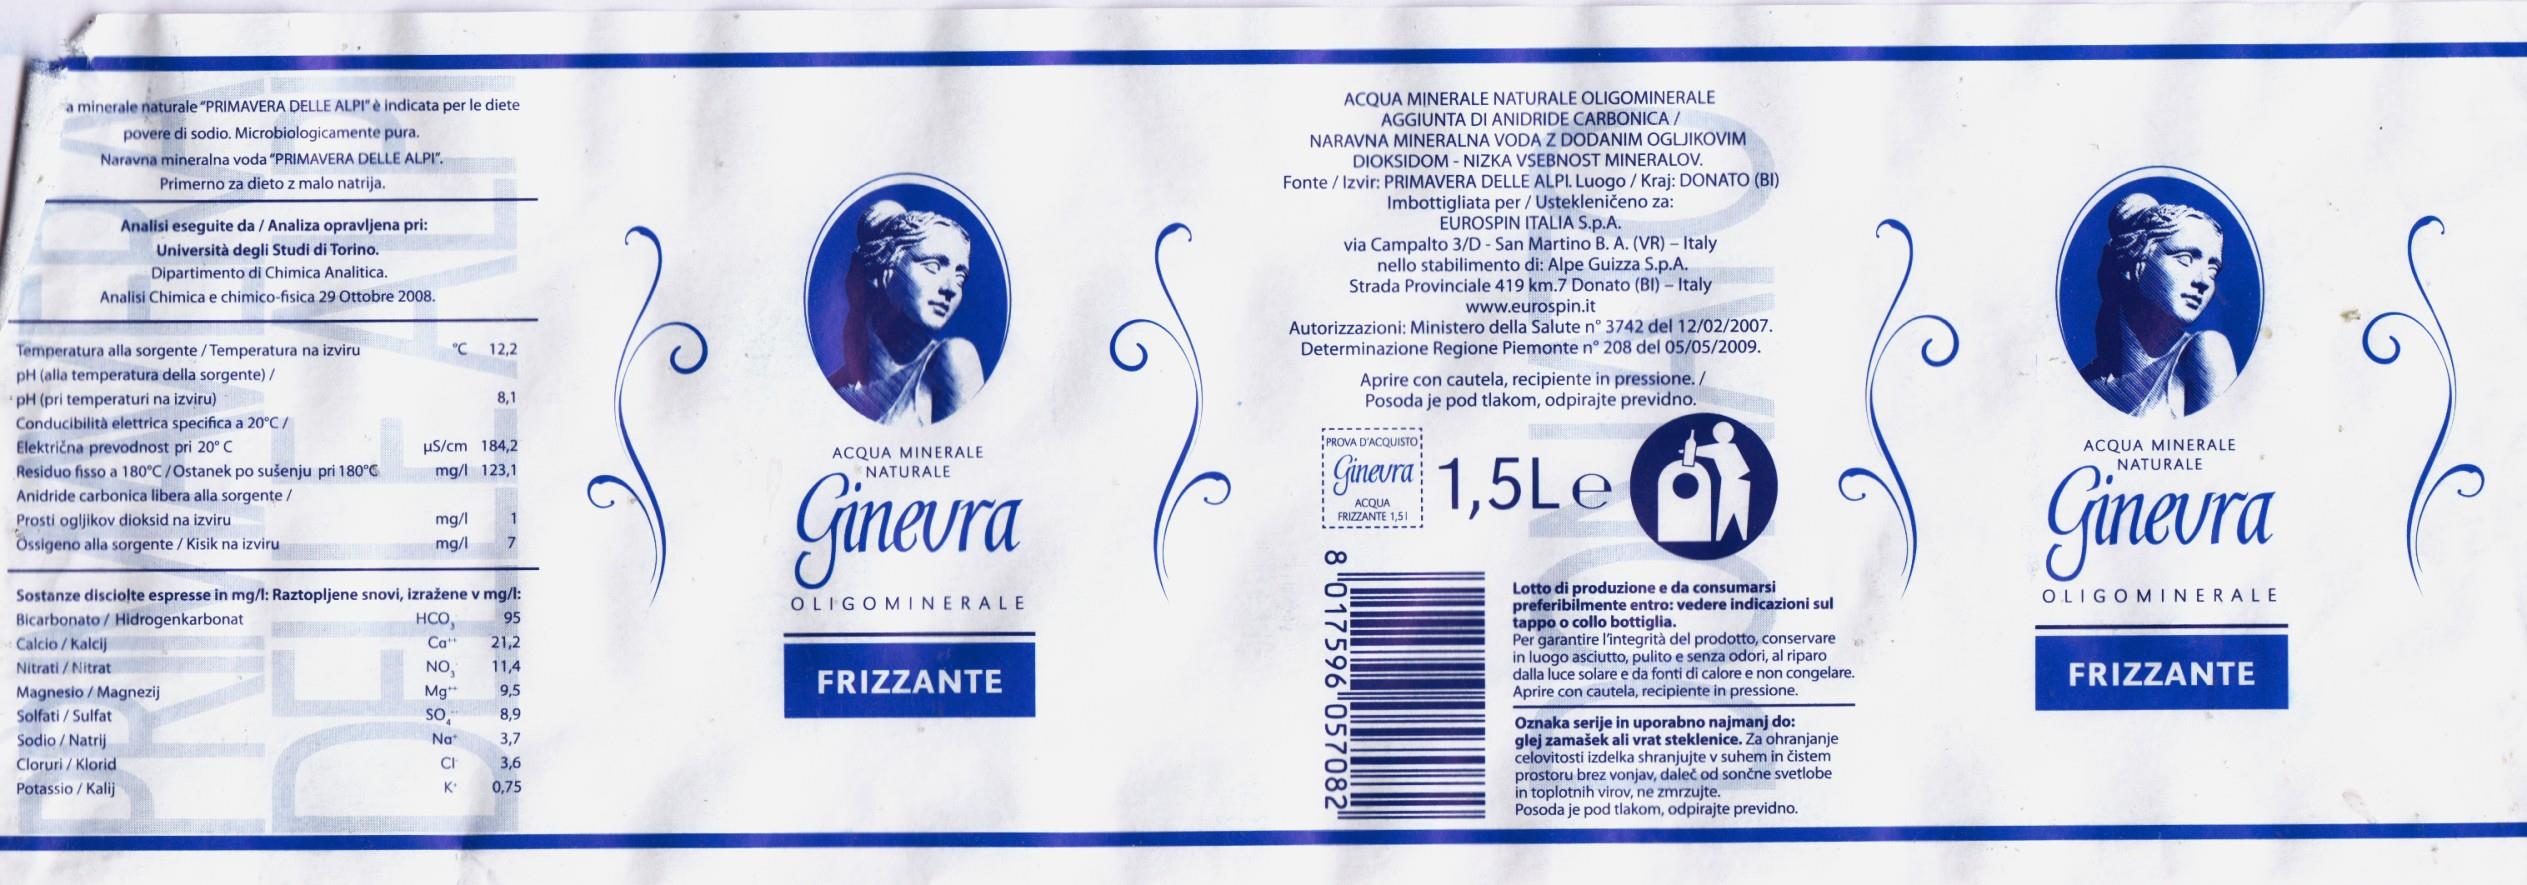 a minerale naturale "PRIMAVERA DELLE ALPI" è indicata per le diete
povere di sodio. Microbiologicamente pura.
Naravna mineralna voda "PRIMAVERA DELLE ALPI".
Primerno za dieto z malo natrija.
Analisi eseguite da / Analiza opravljena pri:
Università degli Studi di Torino.
Dipartimento di Chimica Analitica.
Analisi Chimica e chimico-fisica 29 Ottobre 2008.
Temperatura alla sorgente / Temperatura na izviru °C 12,2
pH (alla temperatura della sorgente) /
pH (pri temperaturi na izviru) 8,1
Conducibilità elettrica specifica a 20°C /
Električna prevodnost pri 20° C µS/cm 184,2
Residuo fisso a 180°C / Ostanek po sušenju pri 180°C mg/l 123,1
Anidride carbonica libera alla sorgente /
Prosti ogljikov dioksid na izviru mg/l 1
Ossigeno alla sorgente / Kisik na izviru mg/l 7
Sostanze disciolte espresse in mg/l: Raztopljene snovi, izražene v mg/l:
Bicarbonato / Hidrogenkarbonat HCO₃⁻ 95
Calcio / Kalcij Ca⁺⁺ 21,2
Nitrati / Nitrat NO₃⁻ 11,4
Magnesio / Magnezij Mg⁺⁺ 9,5
Solfati / Sulfat SO₄⁻⁻ 8,9
Sodio / Natrij Na⁺ 3,7
Cloruri / Klorid Cl⁻ 3,6
Potassio / Kalij K⁺ 0,75
PRIMAVERA
DELLE ALPI
ACQUA MINERALE
NATURALE
Ginevra
OLIGOMINERALE
FRIZZANTE
ACQUA MINERALE NATURALE OLIGOMINERALE
AGGIUNTA DI ANIDRIDE CARBONICA /
NARAVNA MINERALNA VODA Z DODANIM OGLJIKOVIM
DIOKSIDOM - NIZKA VSEBNOST MINERALOV.
Fonte / Izvir: PRIMAVERA DELLE ALPI. Luogo / Kraj: DONATO (BI)
Imbottigliata per / Ustekleničeno za:
EUROSPIN ITALIA S.p.A.
via Campalto 3/D - San Martino B. A. (VR) – Italy
nello stabilimento di: Alpe Guizza S.p.A.
Strada Provinciale 419 km.7 Donato (BI) – Italy
www.eurospin.it
Autorizzazioni: Ministero della Salute n° 3742 del 12/02/2007.
Determinazione Regione Piemonte n° 208 del 05/05/2009.
Aprire con cautela, recipiente in pressione. /
Posoda je pod tlakom, odpirajte previdno.
PROVA D'ACQUISTO
Ginevra
ACQUA
FRIZZANTE 1,5 l
1,5L e
8 017596 057082
Lotto di produzione e da consumarsi
preferibilmente entro: vedere indicazioni sul
tappo o collo bottiglia.
Per garantire l'integrità del prodotto, conservare
in luogo asciutto, pulito e senza odori, al riparo
dalla luce solare e da fonti di calore e non congelare.
Aprire con cautela, recipiente in pressione.
Oznaka serije in uporabno najmanj do:
glej zamašek ali vrat steklenice. Za ohranjanje
celovitosti izdelka shranjujte v suhem in čistem
prostoru brez vonjav, daleč od sončne svetlobe
in toplotnih virov, ne zmrzujte.
Posoda je pod tlakom, odpirajte previdno.
DONATO
ACQUA MINERALE
NATURALE
Ginevra
OLIGOMINERALE
FRIZZANTE